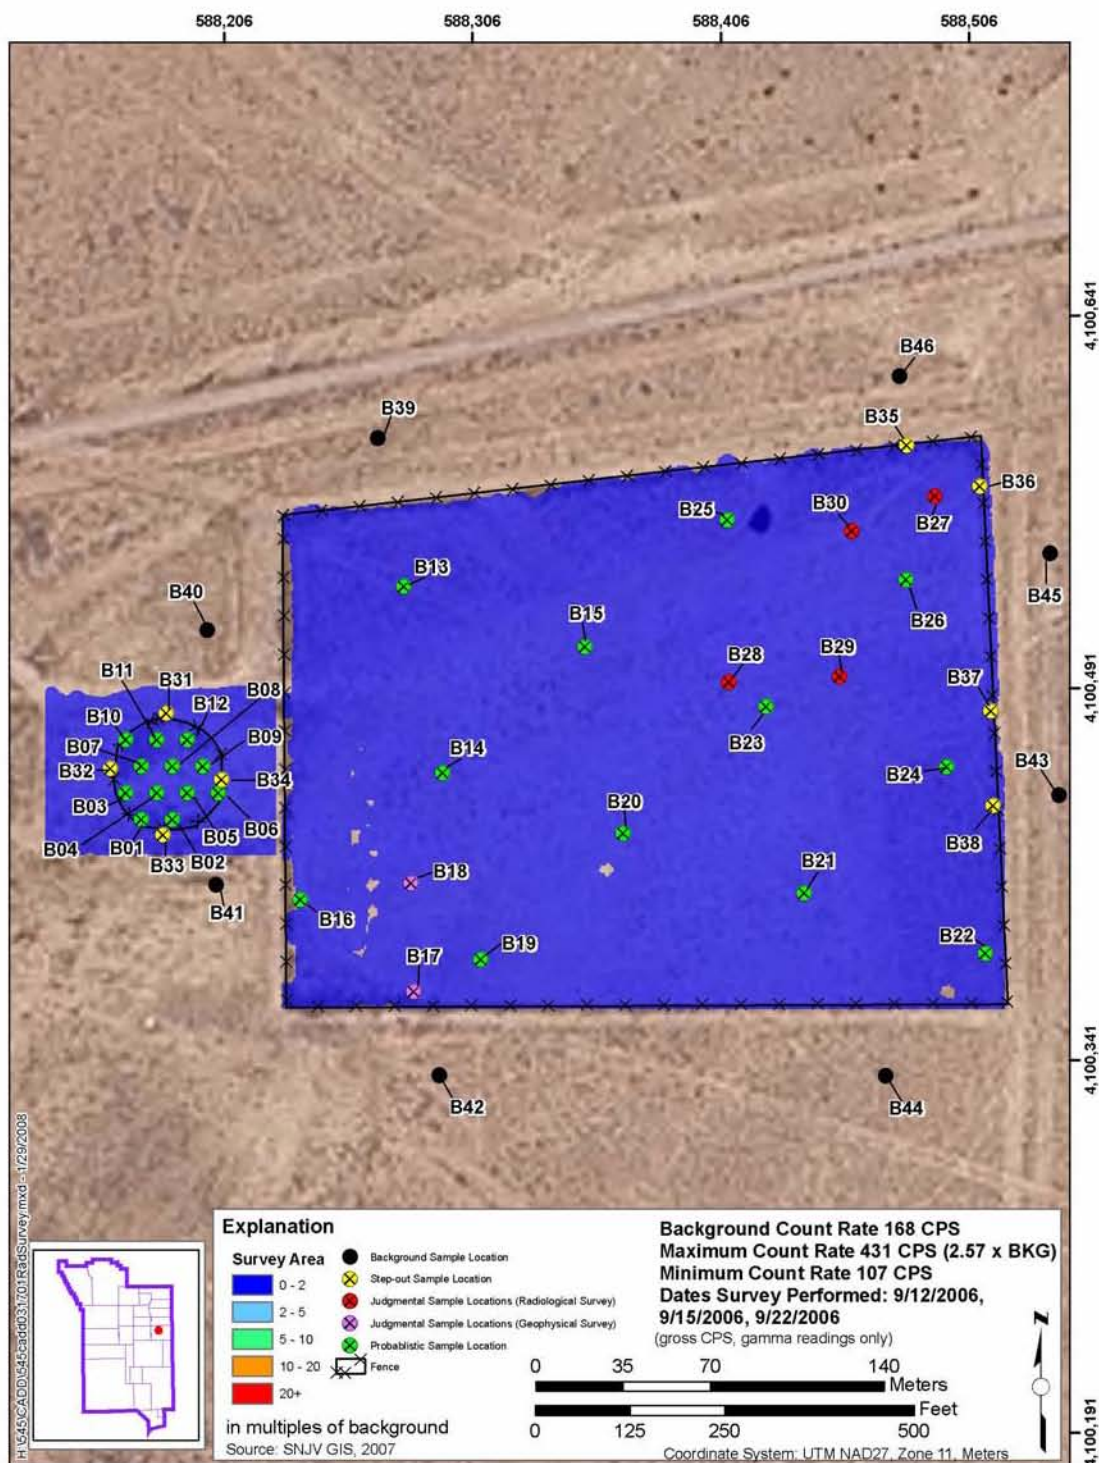 588,206
588,306
588,406
588,506
4,100,641
B46
B39
B35
B36
B25
B30
B27
B13
B45
B40
B15
B26
B11
B31
B08
B28
B29
B37
B10
B12
B07
B09
B23
4,100,491
B32
B34
B14
B24
B43
B03
B20
B04
B01
B05
B06
B38
B33
B02
B18
B21
B41
B16
B22
B17
B19
B42
B44
4,100,341
H:\545\CADD\545cadd031701RadSurvey.mxd - 1/29/2008
Explanation
Survey Area
0 - 2
2 - 5
5 - 10
10 - 20
20+
in multiples of background
Source: SNJV GIS, 2007
Background Sample Location
Step-out Sample Location
Judgmental Sample Locations (Radiological Survey)
Judgmental Sample Locations (Geophysical Survey)
Probablistic Sample Location
Fence
Background Count Rate 168 CPS
Maximum Count Rate 431 CPS (2.57 x BKG)
Minimum Count Rate 107 CPS
Dates Survey Performed: 9/12/2006,
9/15/2006, 9/22/2006
(gross CPS, gamma readings only)
0 35 70 140
Meters
Feet
0 125 250 500
Coordinate System: UTM NAD27, Zone 11, Meters
N
4,100,191